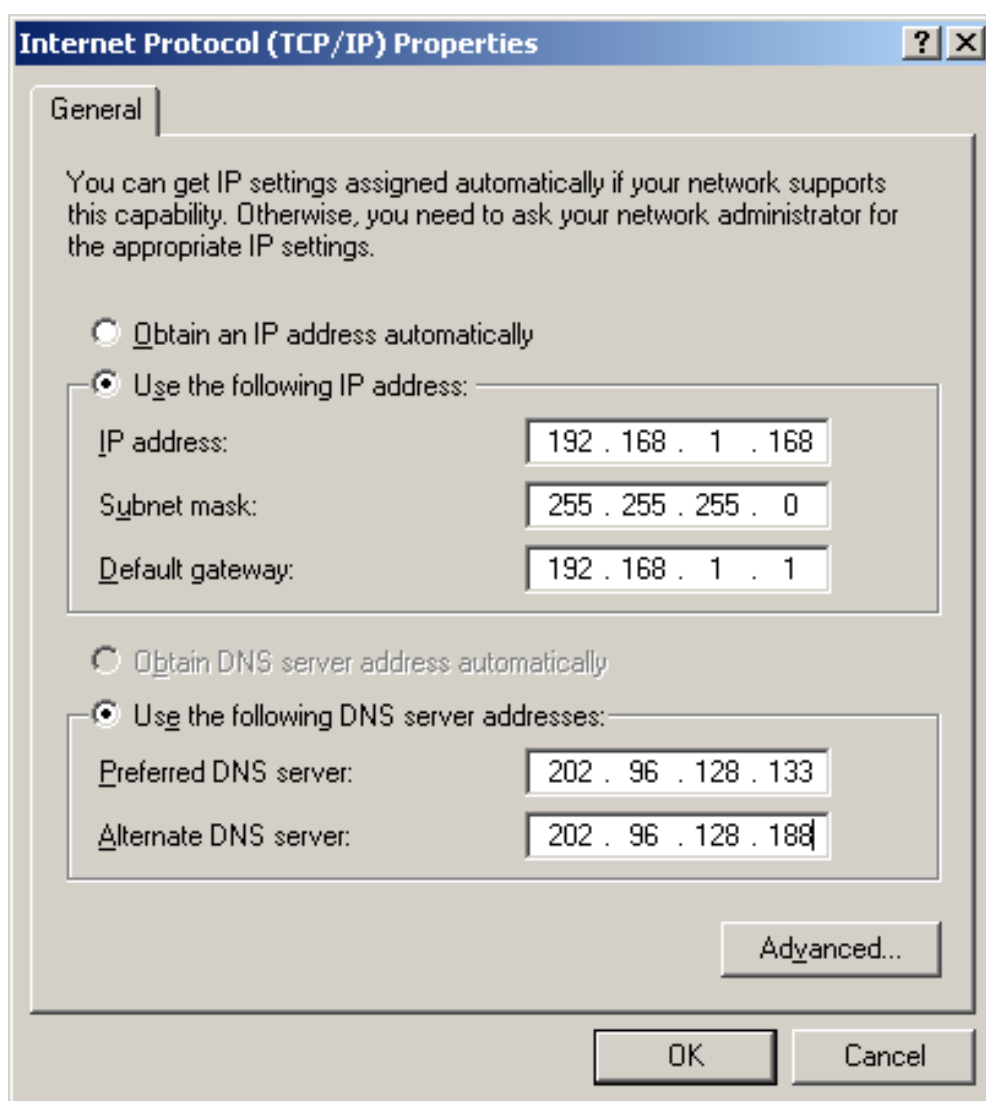 Internet Protocol (TCP/IP) Properties
General
You can get IP settings assigned automatically if your network supports
this capability. Otherwise, you need to ask your network administrator for
the appropriate IP settings.
Obtain an IP address automatically
Use the following IP address:
IP address: 192 . 168 . 1 . 168
Subnet mask: 255 . 255 . 255 . 0
Default gateway: 192 . 168 . 1 . 1
Obtain DNS server address automatically
Use the following DNS server addresses:
Preferred DNS server: 202 . 96 . 128 . 133
Alternate DNS server: 202 . 96 . 128 . 188
Advanced...
OK Cancel